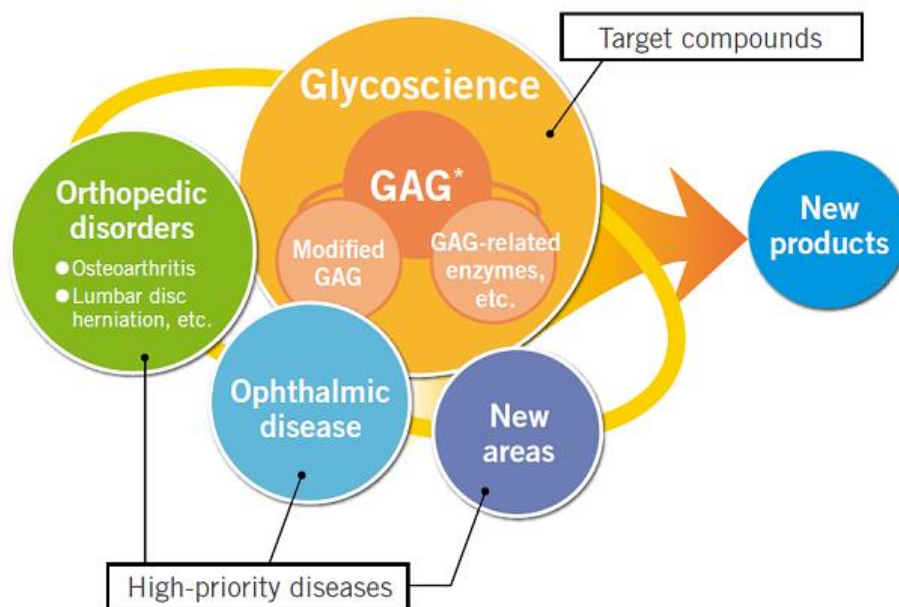 Target compounds
Glycoscience
GAG*
Modified
GAG
GAG-related
enzymes,
etc.
Orthopedic
disorders
●Osteoarthritis
●Lumbar disc
herniation, etc.
New
products
Ophthalmic
disease
New
areas
High-priority diseases